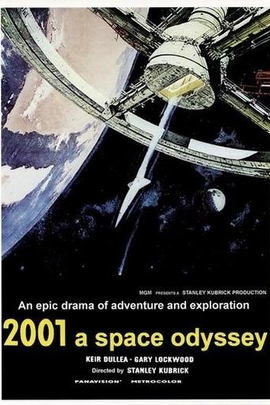 MGM PRESENTS A STANLEY KUBRICK PRODUCTION
An epic drama of adventure and exploration
2001 a space odyssey
KEIR DULLEA · GARY LOCKWOOD
Directed by STANLEY KUBRICK
PANAVISION® METROCOLOR